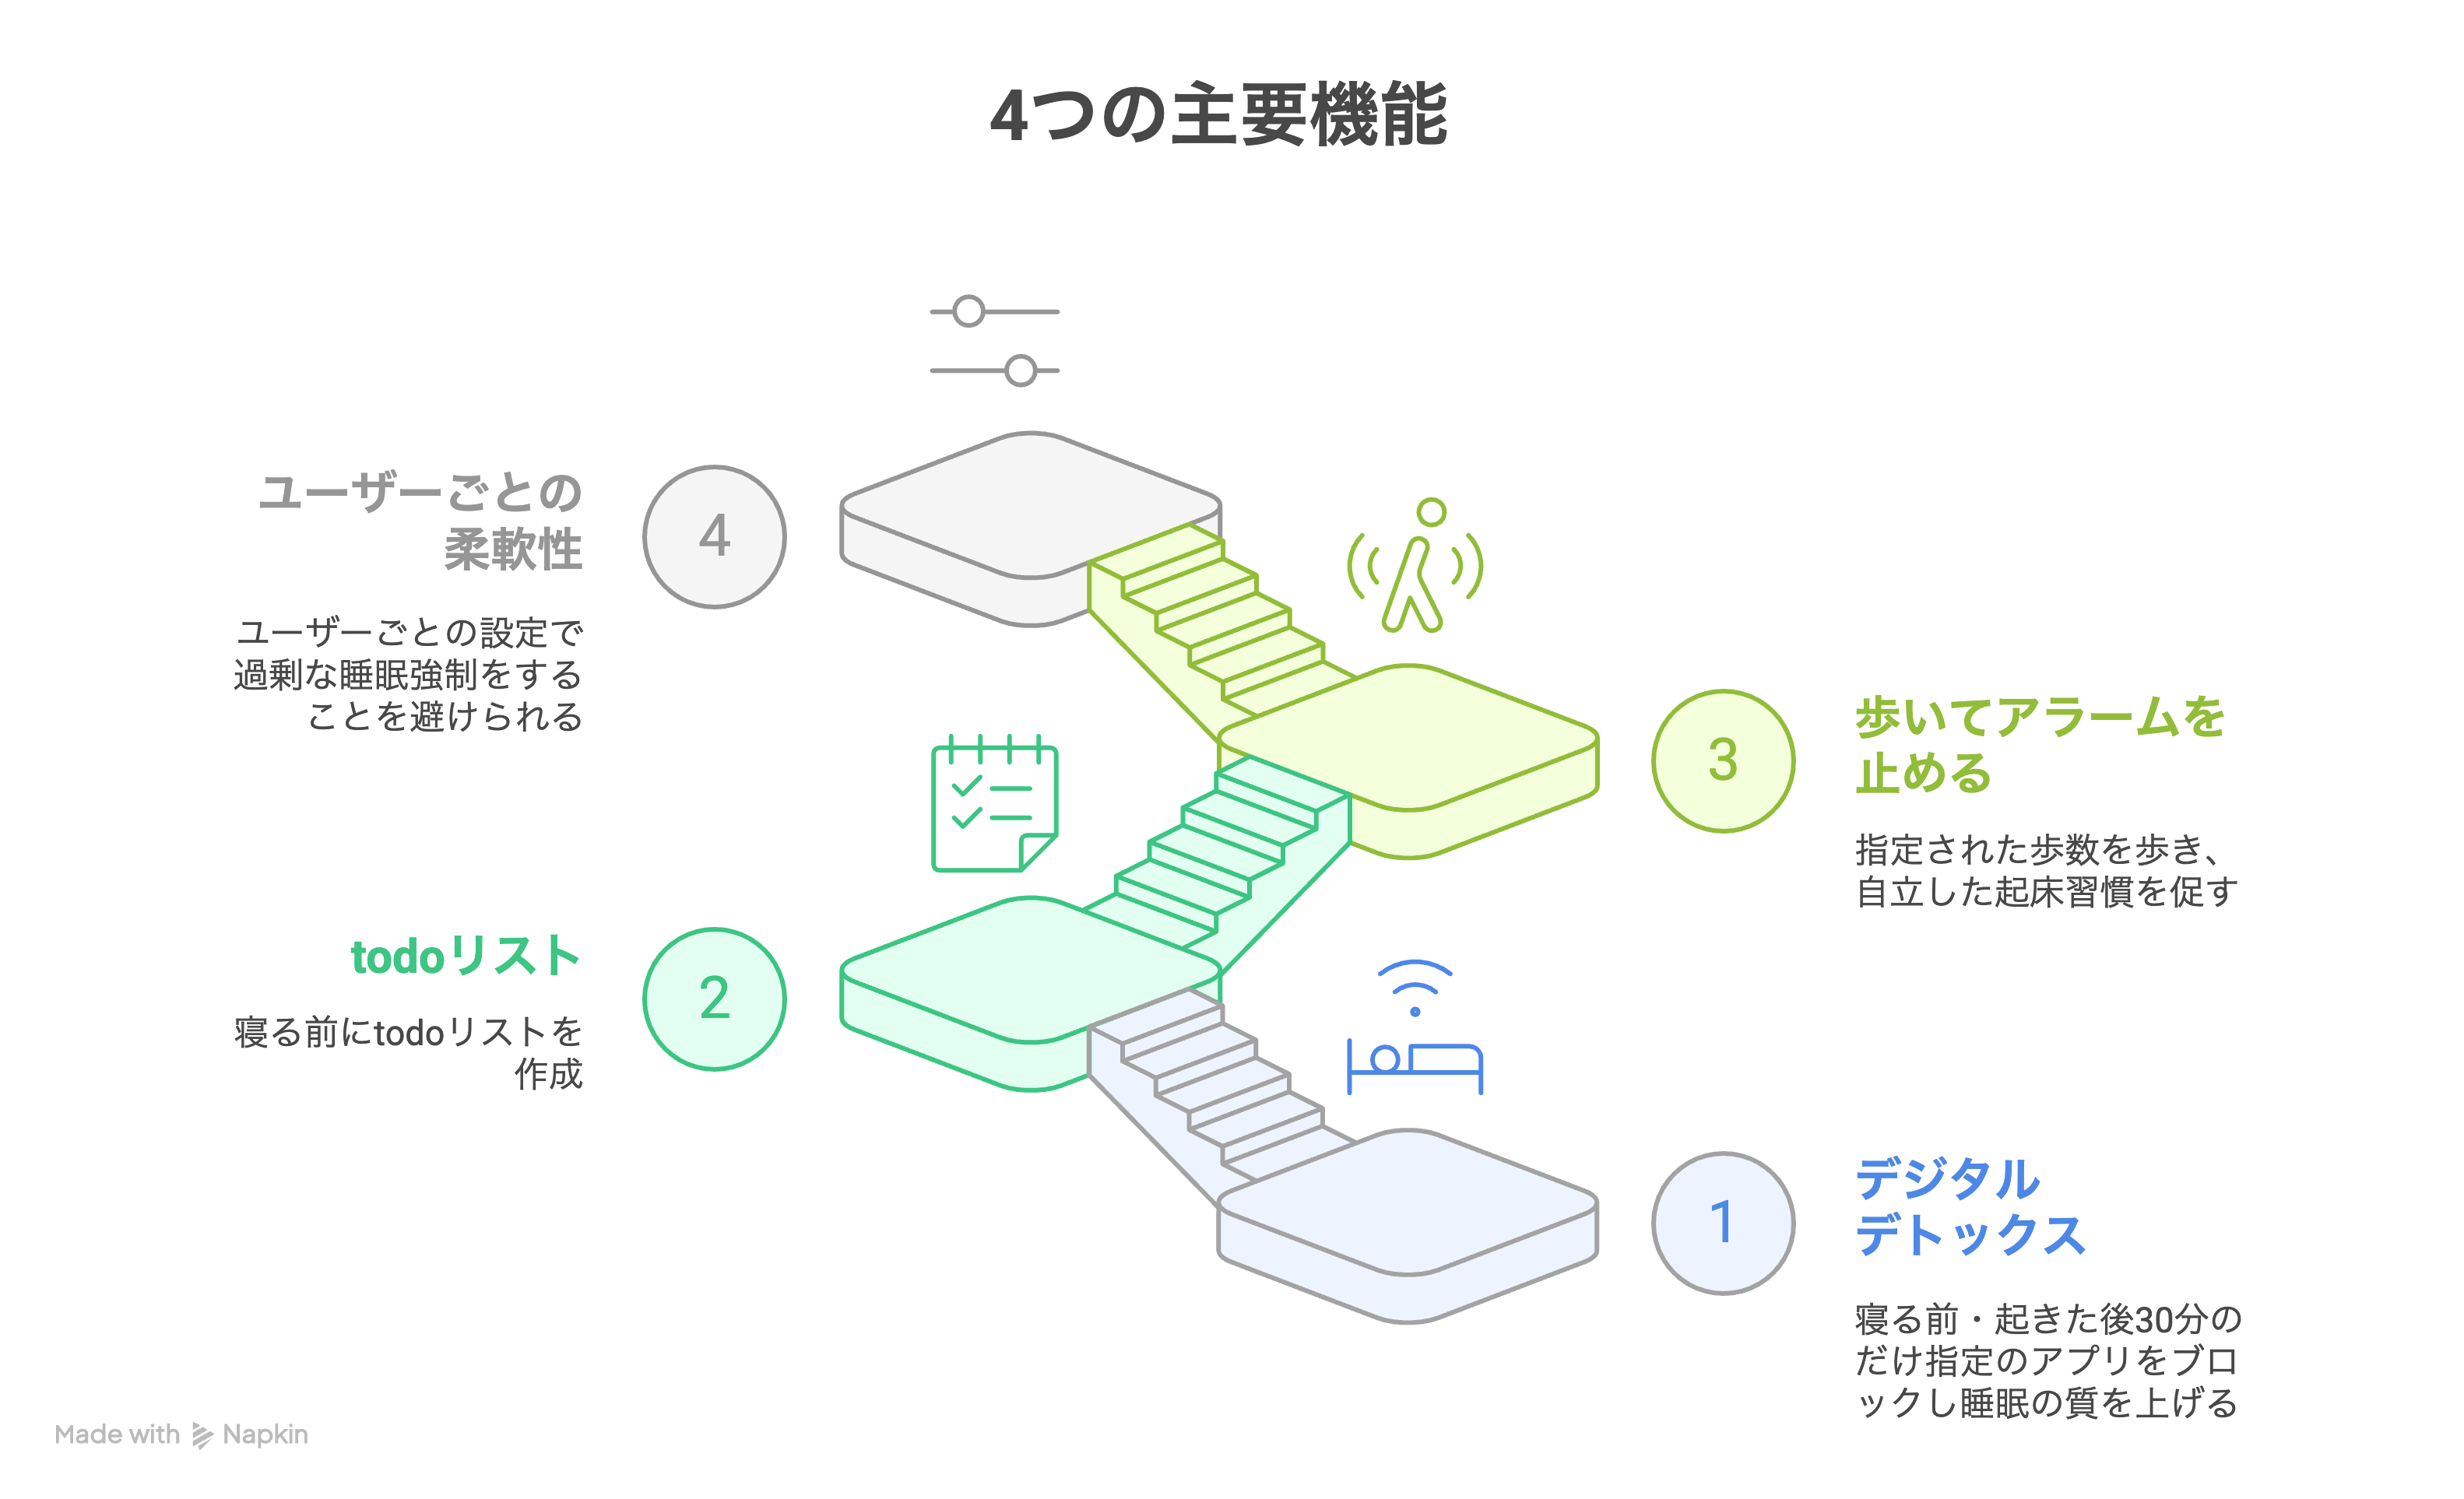 4つの主要機能
ユーザーごとの
柔軟性
4
ユーザーごとの設定で
過剰な睡眠強制をする
ことを避けられる
歩いてアラームを
止める
3
指定された歩数を歩き、
自立した起床習慣を促す
todoリスト
2
寝る前にtodoリストを
作成
デジタル
デトックス
1
寝る前・起きた後30分の
だけ指定のアプリをブロ
ックし睡眠の質を上げる
Made with Napkin